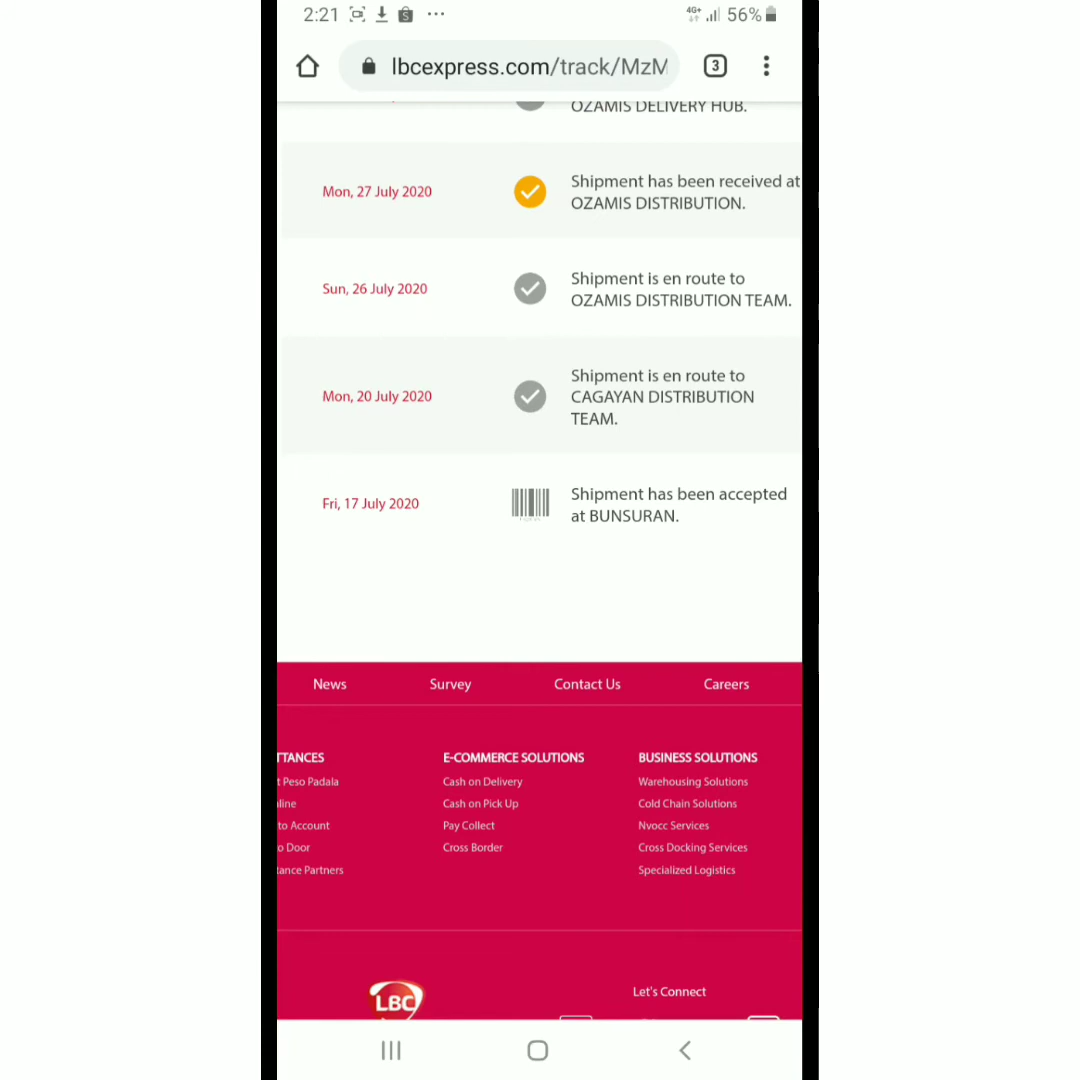 2:21
4G+ 56%
lbcexpress.com/track/MzM
3
OZAMIS DELIVERY HUB.
Mon, 27 July 2020
Shipment has been received at
OZAMIS DISTRIBUTION.
Sun, 26 July 2020
Shipment is en route to
OZAMIS DISTRIBUTION TEAM.
Mon, 20 July 2020
Shipment is en route to
CAGAYAN DISTRIBUTION
TEAM.
Fri, 17 July 2020
Shipment has been accepted
at BUNSURAN.
News Survey Contact Us Careers
TTANCES E-COMMERCE SOLUTIONS BUSINESS SOLUTIONS
t Peso Padala Cash on Delivery Warehousing Solutions
line Cash on Pick Up Cold Chain Solutions
to Account Pay Collect Nvocc Services
o Door Cross Border Cross Docking Services
tance Partners Specialized Logistics
LBC
Let's Connect